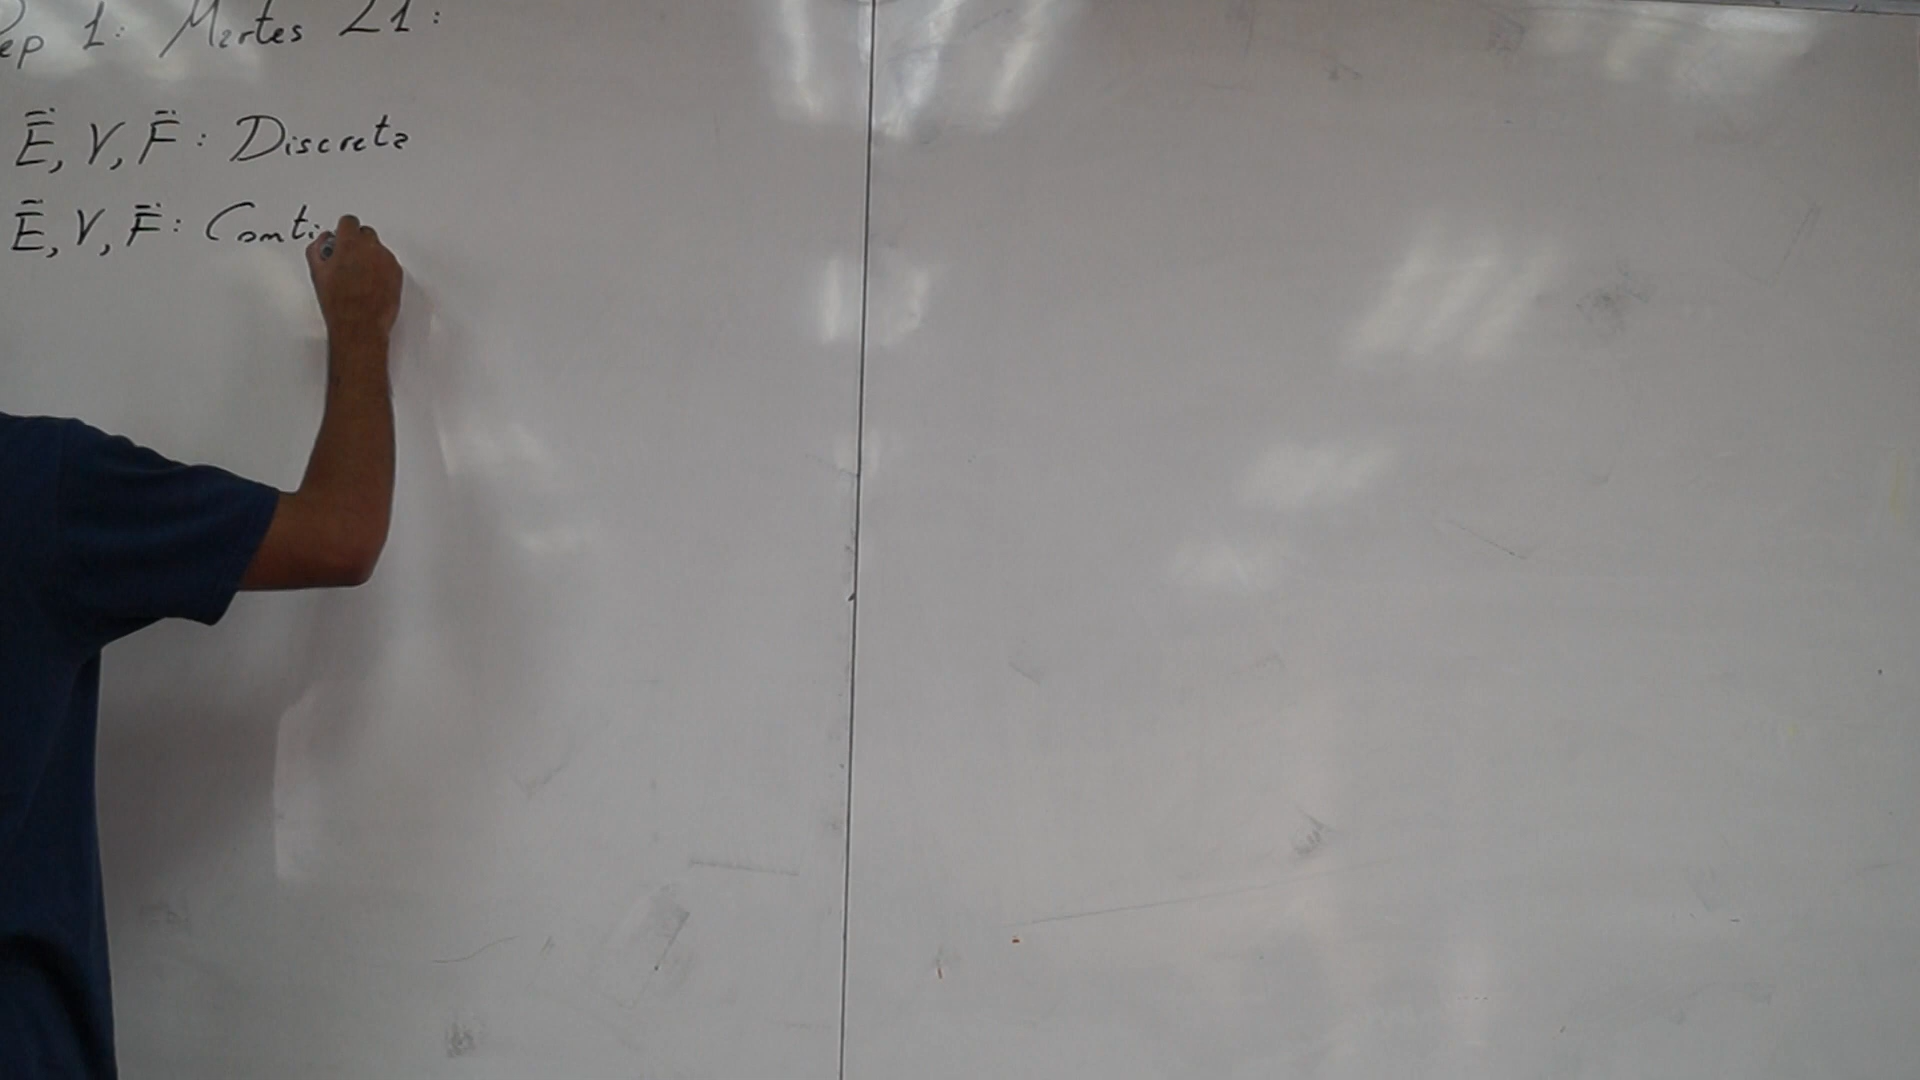 Pep 1: Martes 21:
E⃗, V, F⃗: Discreta
E⃗, V, F⃗: Conti